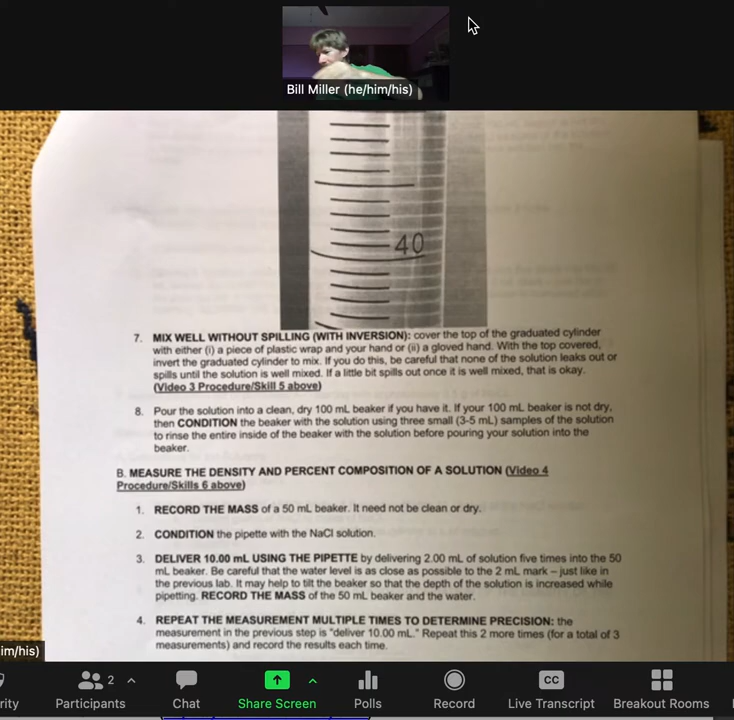 Bill Miller (he/him/his)
40
7. MIX WELL WITHOUT SPILLING (WITH INVERSION): cover the top of the graduated cylinder
with either (i) a piece of plastic wrap and your hand or (ii) a gloved hand. With the top covered,
invert the graduated cylinder to mix. If you do this, be careful that none of the solution leaks out or
spills until the solution is well mixed. If a little bit spills out once it is well mixed, that is okay.
(Video 3 Procedure/Skill 5 above)
8. Pour the solution into a clean, dry 100 mL beaker if you have it. If your 100 mL beaker is not dry,
then CONDITION the beaker with the solution using three small (3-5 mL) samples of the solution
to rinse the entire inside of the beaker with the solution before pouring your solution into the
beaker.
B. MEASURE THE DENSITY AND PERCENT COMPOSITION OF A SOLUTION (Video 4
Procedure/Skills 6 above)
1. RECORD THE MASS of a 50 mL beaker. It need not be clean or dry.
2. CONDITION the pipette with the NaCl solution.
3. DELIVER 10.00 mL USING THE PIPETTE by delivering 2.00 mL of solution five times into the 50
mL beaker. Be careful that the water level is as close as possible to the 2 mL mark – just like in
the previous lab. It may help to tilt the beaker so that the depth of the solution is increased while
pipetting. RECORD THE MASS of the 50 mL beaker and the water.
4. REPEAT THE MEASUREMENT MULTIPLE TIMES TO DETERMINE PRECISION: the
measurement in the previous step is "deliver 10.00 mL." Repeat this 2 more times (for a total of 3
measurements) and record the results each time.
im/his)
rity
2
Participants
Chat
Share Screen
Polls
Record
CC
Live Transcript
Breakout Rooms